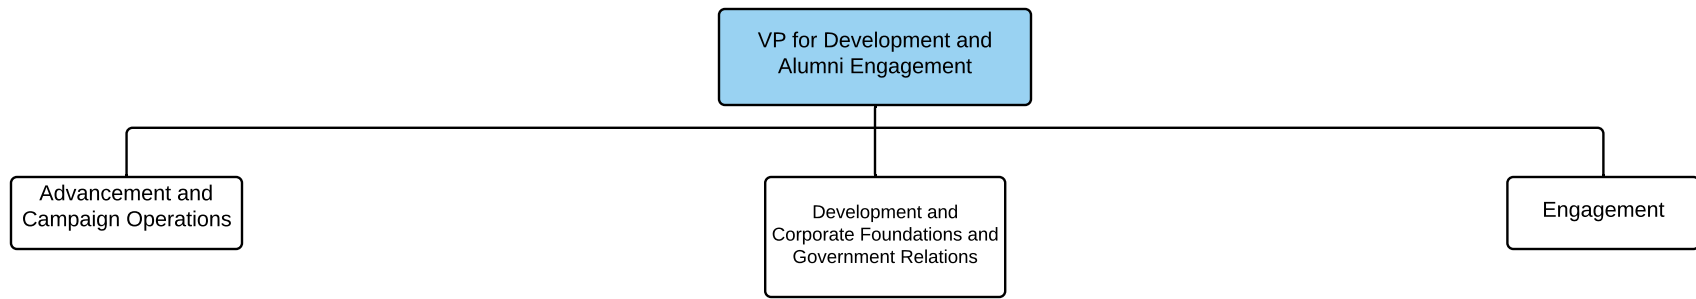 VP for Development and
Alumni Engagement
Advancement and
Campaign Operations
Development and
Corporate Foundations and
Government Relations
Engagement